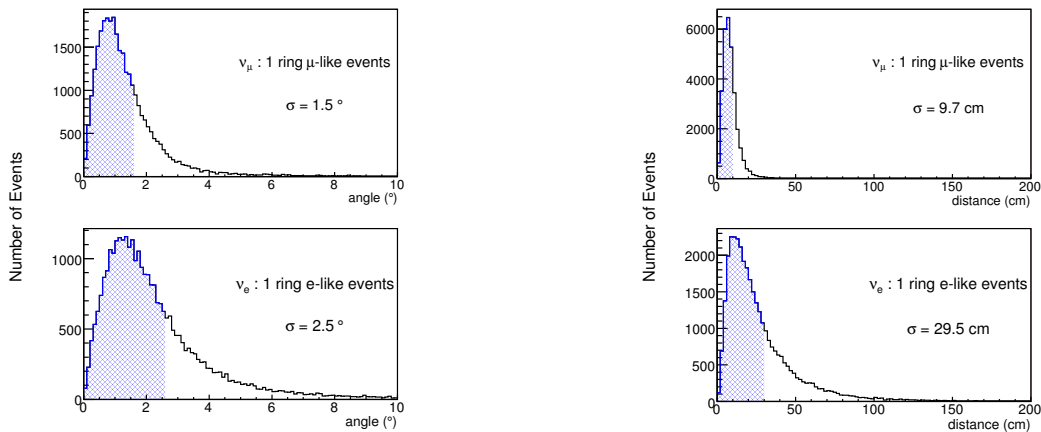 Number of Events
1500
1000
500
0
ν_μ : 1 ring μ-like events
σ = 1.5 °
0 2 4 6 8 10
angle (°)
1000
500
0
ν_e : 1 ring e-like events
σ = 2.5 °
0 2 4 6 8 10
angle (°)
Number of Events
6000
4000
2000
0
ν_μ : 1 ring μ-like events
σ = 9.7 cm
0 50 100 150 200
distance (cm)
2000
1500
1000
500
0
ν_e : 1 ring e-like events
σ = 29.5 cm
0 50 100 150 200
distance (cm)